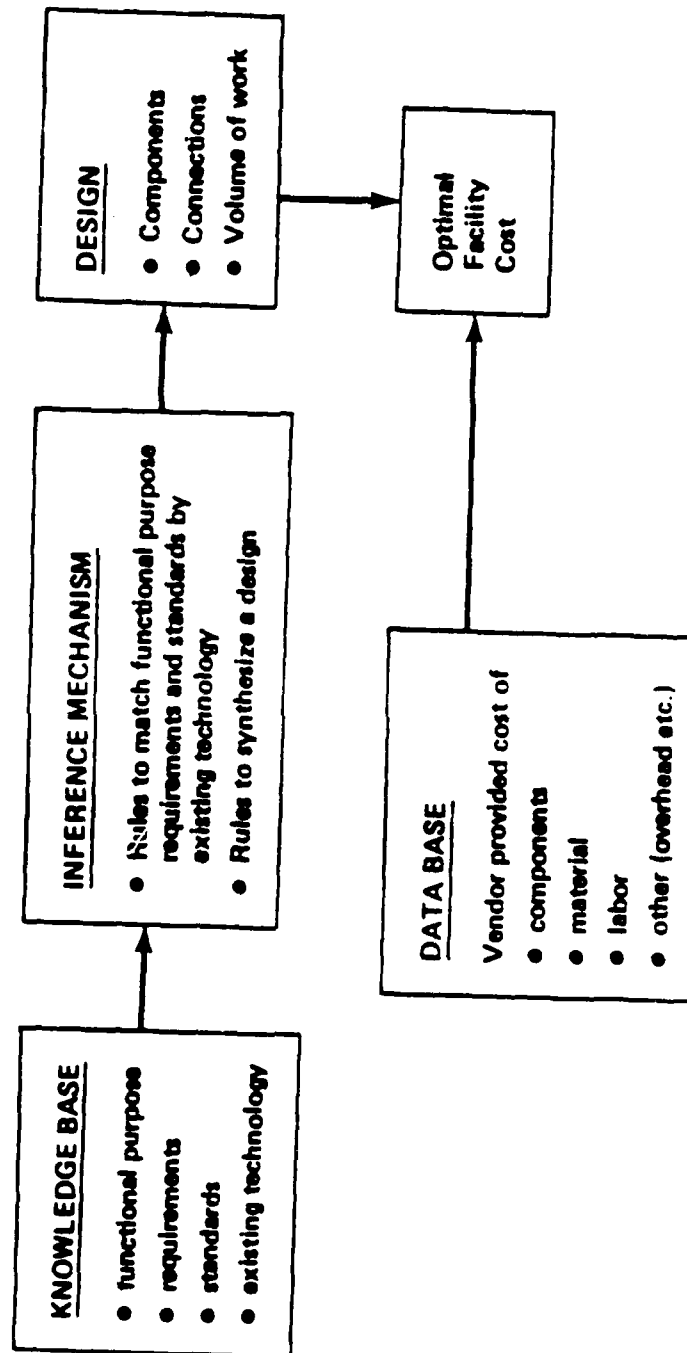 KNOWLEDGE BASE
● functional purpose
● requirements
● standards
● existing technology
INFERENCE MECHANISM
● Rules to match functional purpose
requirements and standards by
existing technology
● Rules to synthesize a design
DESIGN
● Components
● Connections
● Volume of work
DATA BASE
Vendor provided cost of
● components
● material
● labor
● other (overhead etc.)
Optimal
Facility
Cost